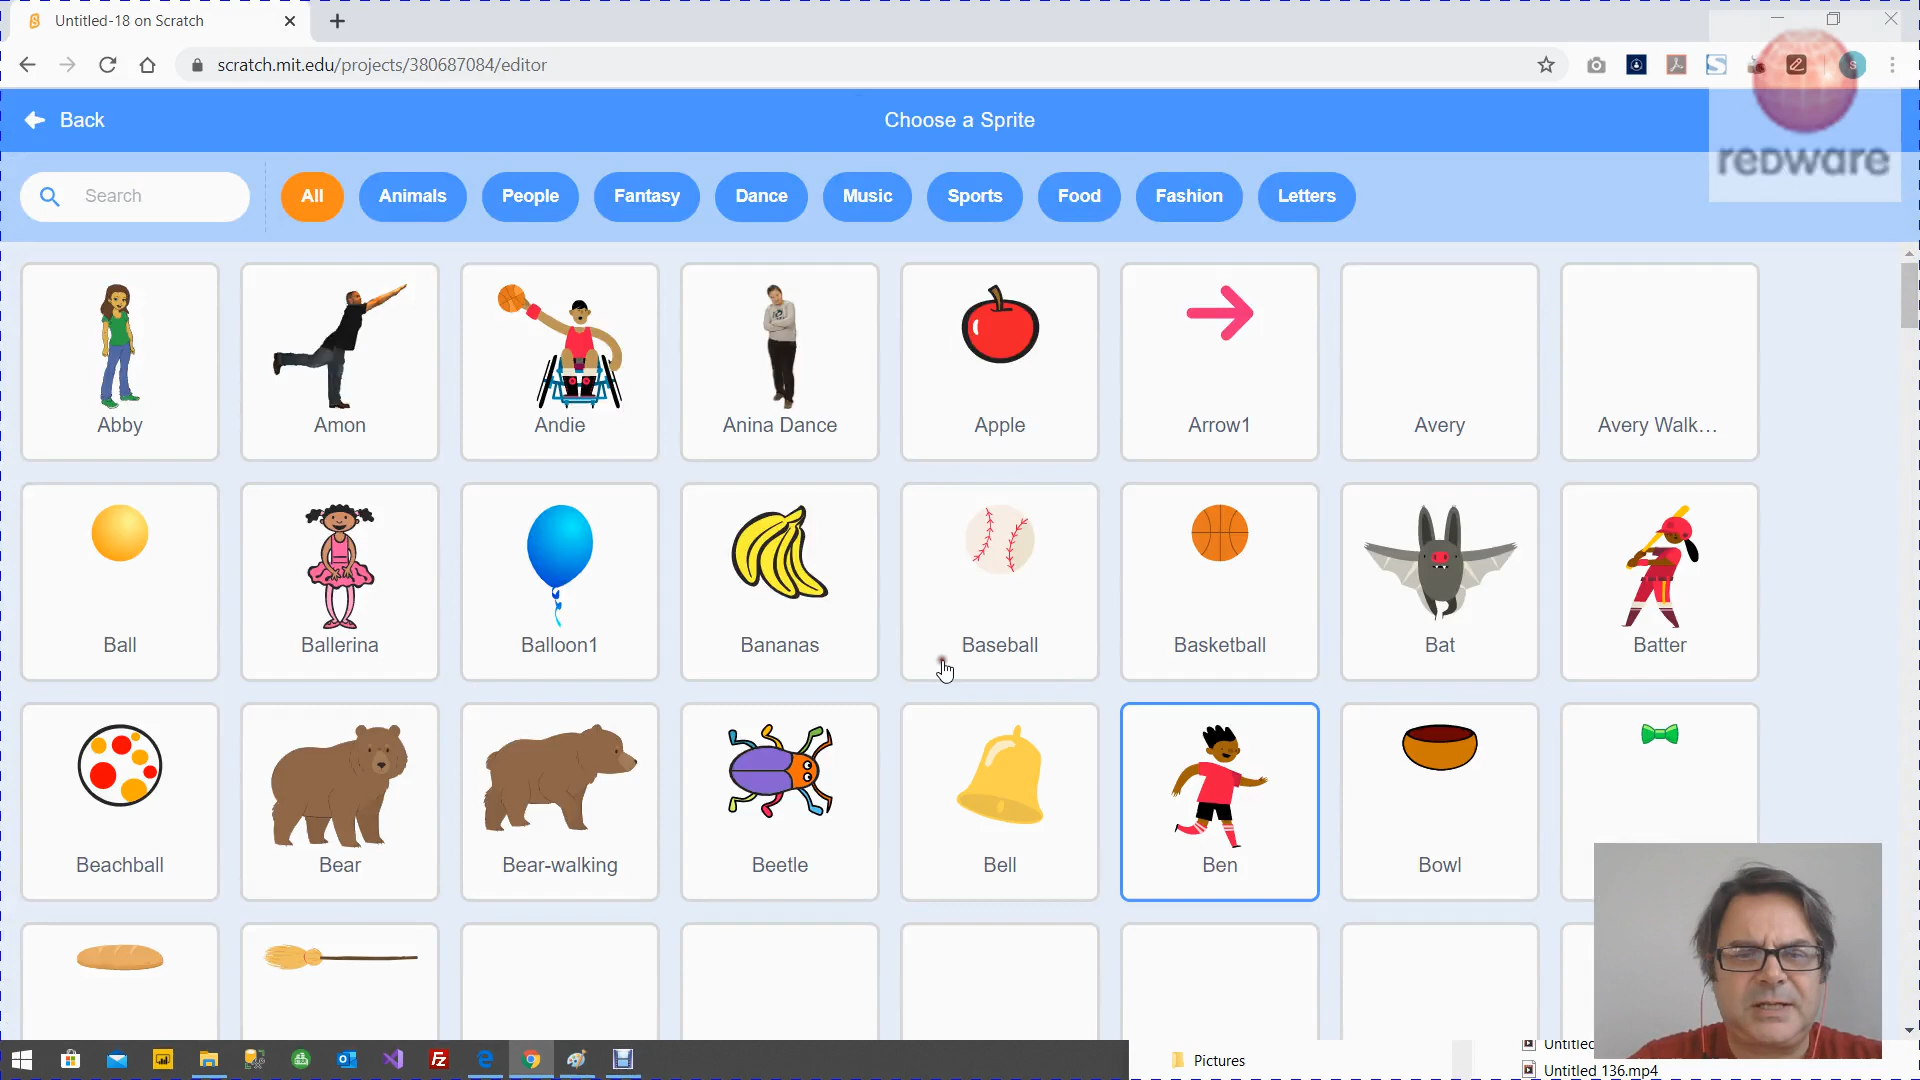 Untitled-18 on Scratch
scratch.mit.edu/projects/380687084/editor
S
Back
Choose a Sprite
reDWare
Search
All
Animals
People
Fantasy
Dance
Music
Sports
Food
Fashion
Letters
Abby
Amon
Andie
Anina Dance
Apple
Arrow1
Avery
Avery Walk...
Ball
Ballerina
Balloon1
Bananas
Baseball
Basketball
Bat
Batter
Beachball
Bear
Bear-walking
Beetle
Bell
Ben
Bowl
Pictures
Untitled 136.mp4